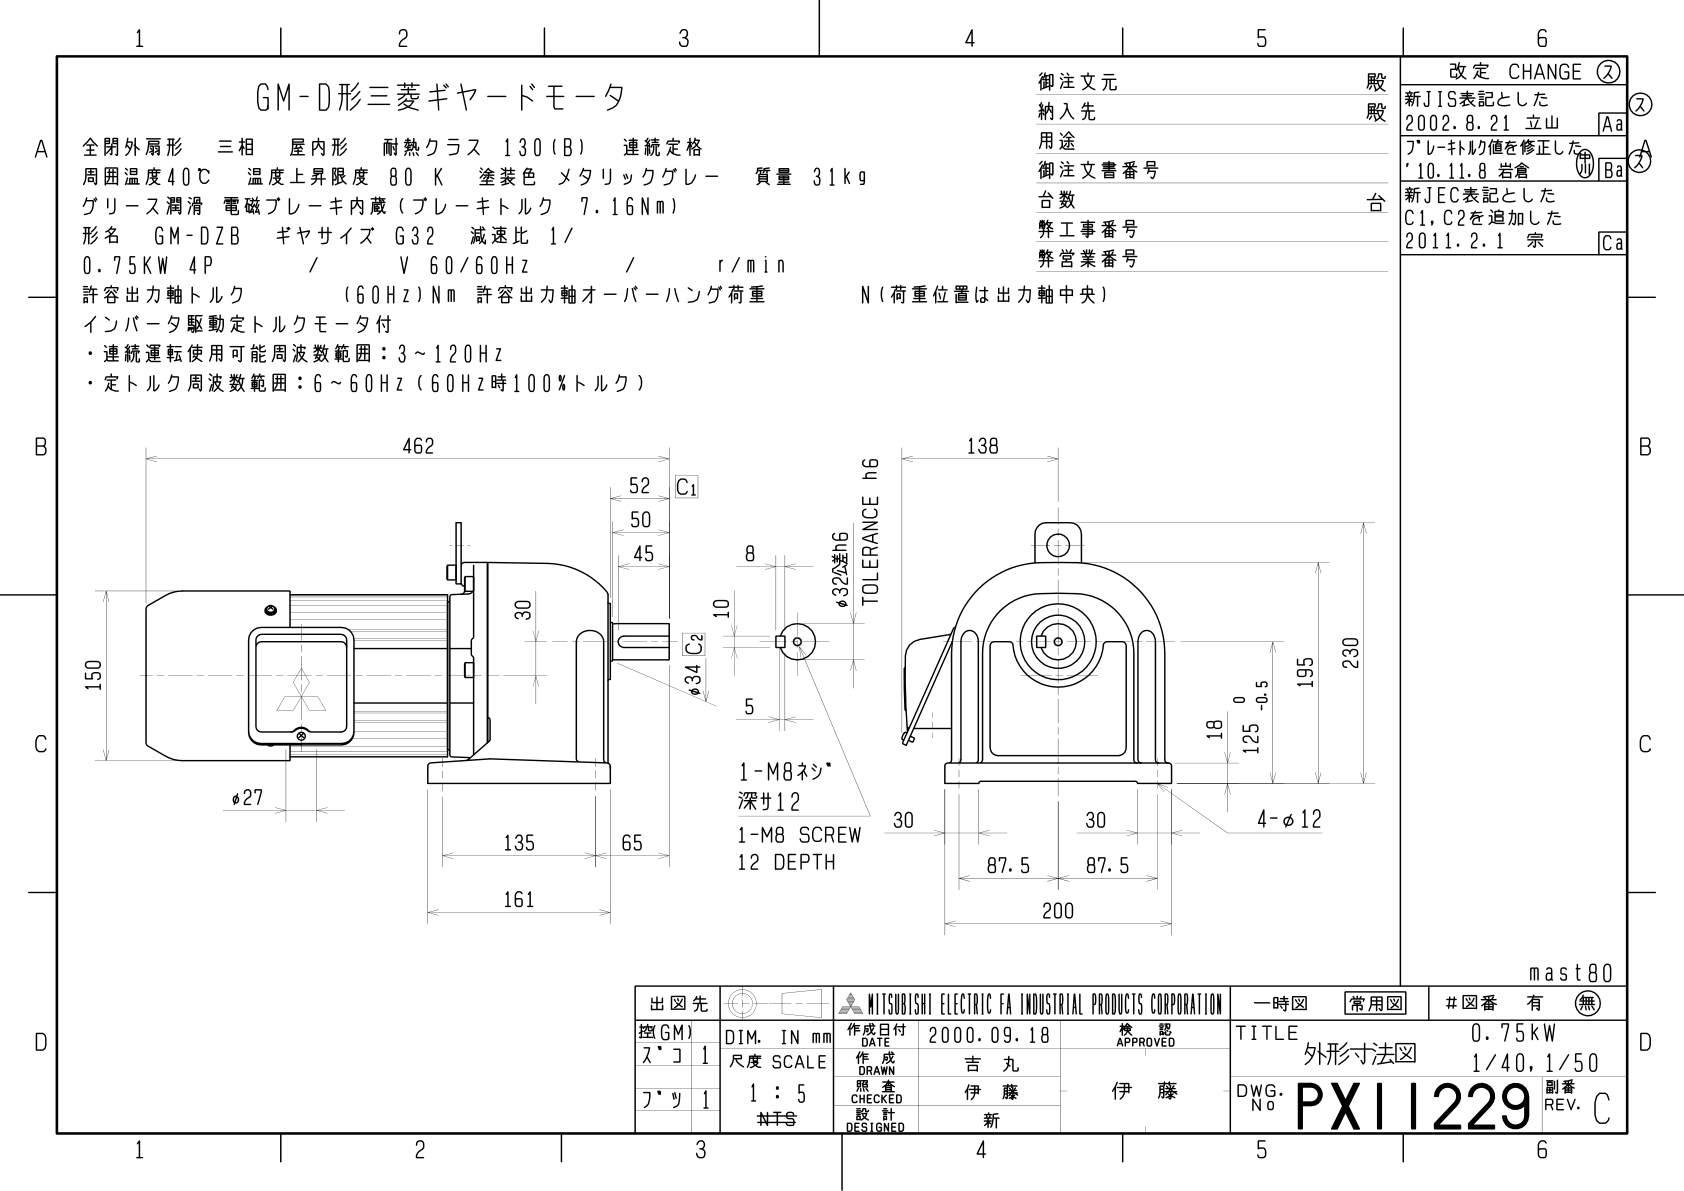 1 2 3 4 5 6
GM-D形三菱ギヤードモータ
全閉外扇形 三相 屋内形 耐熱クラス 130(B) 連続定格
周囲温度40℃ 温度上昇限度 80 K 塗装色 メタリックグレー 質量 31kg
グリース潤滑 電磁ブレーキ内蔵(ブレーキトルク 7.16Nm)
形名 GM-DZB ギヤサイズ G32 減速比 1/
0.75KW 4P / V 60/60Hz / r/min
許容出力軸トルク (60Hz)Nm 許容出力軸オーバーハング荷重 N(荷重位置は出力軸中央)
インバータ駆動定トルクモータ付
・連続運転使用可能周波数範囲:3~120Hz
・定トルク周波数範囲:6~60Hz(60Hz時100%トルク)
御注文元 殿
納入先 殿
用途
御注文書番号
台数 台
弊工事番号
弊営業番号
改定 CHANGE ス
新JIS表記とした ス
2002.8.21 立山 Aa
ブレーキトルク値を修正した
'10.11.8 岩倉 Ba ス
新JEC表記とした
C1,C2を追加した
2011.2.1 宗 Ca
A
A
B
B
C
C
D
D
462
52 C1
50
45
30
C2
φ34
150
φ27
135
65
161
8
10
5
φ32公差h6
TOLERANCE h6
1-M8ネジ
深サ12
1-M8 SCREW
12 DEPTH
138
230
195
0
125 -0.5
18
30
30
4-φ12
87.5
87.5
200
mast80
出図先
控(GM)
ズコ 1
ブツ 1
DIM. IN mm
尺度 SCALE
1 : 5
NTS
MITSUBISHI ELECTRIC FA INDUSTRIAL PRODUCTS CORPORATION
作成日付
DATE
2000.09.18
検 認
APPROVED
作 成
DRAWN
吉 丸
照 査
CHECKED
伊 藤
伊 藤
設 計
DESIGNED
新
一時図 常用図 #図番 有 無
TITLE
外形寸法図
0.75kW
1/40,1/50
DWG.
No
PX11229
副番
REV.
C
1 2 3 4 5 6